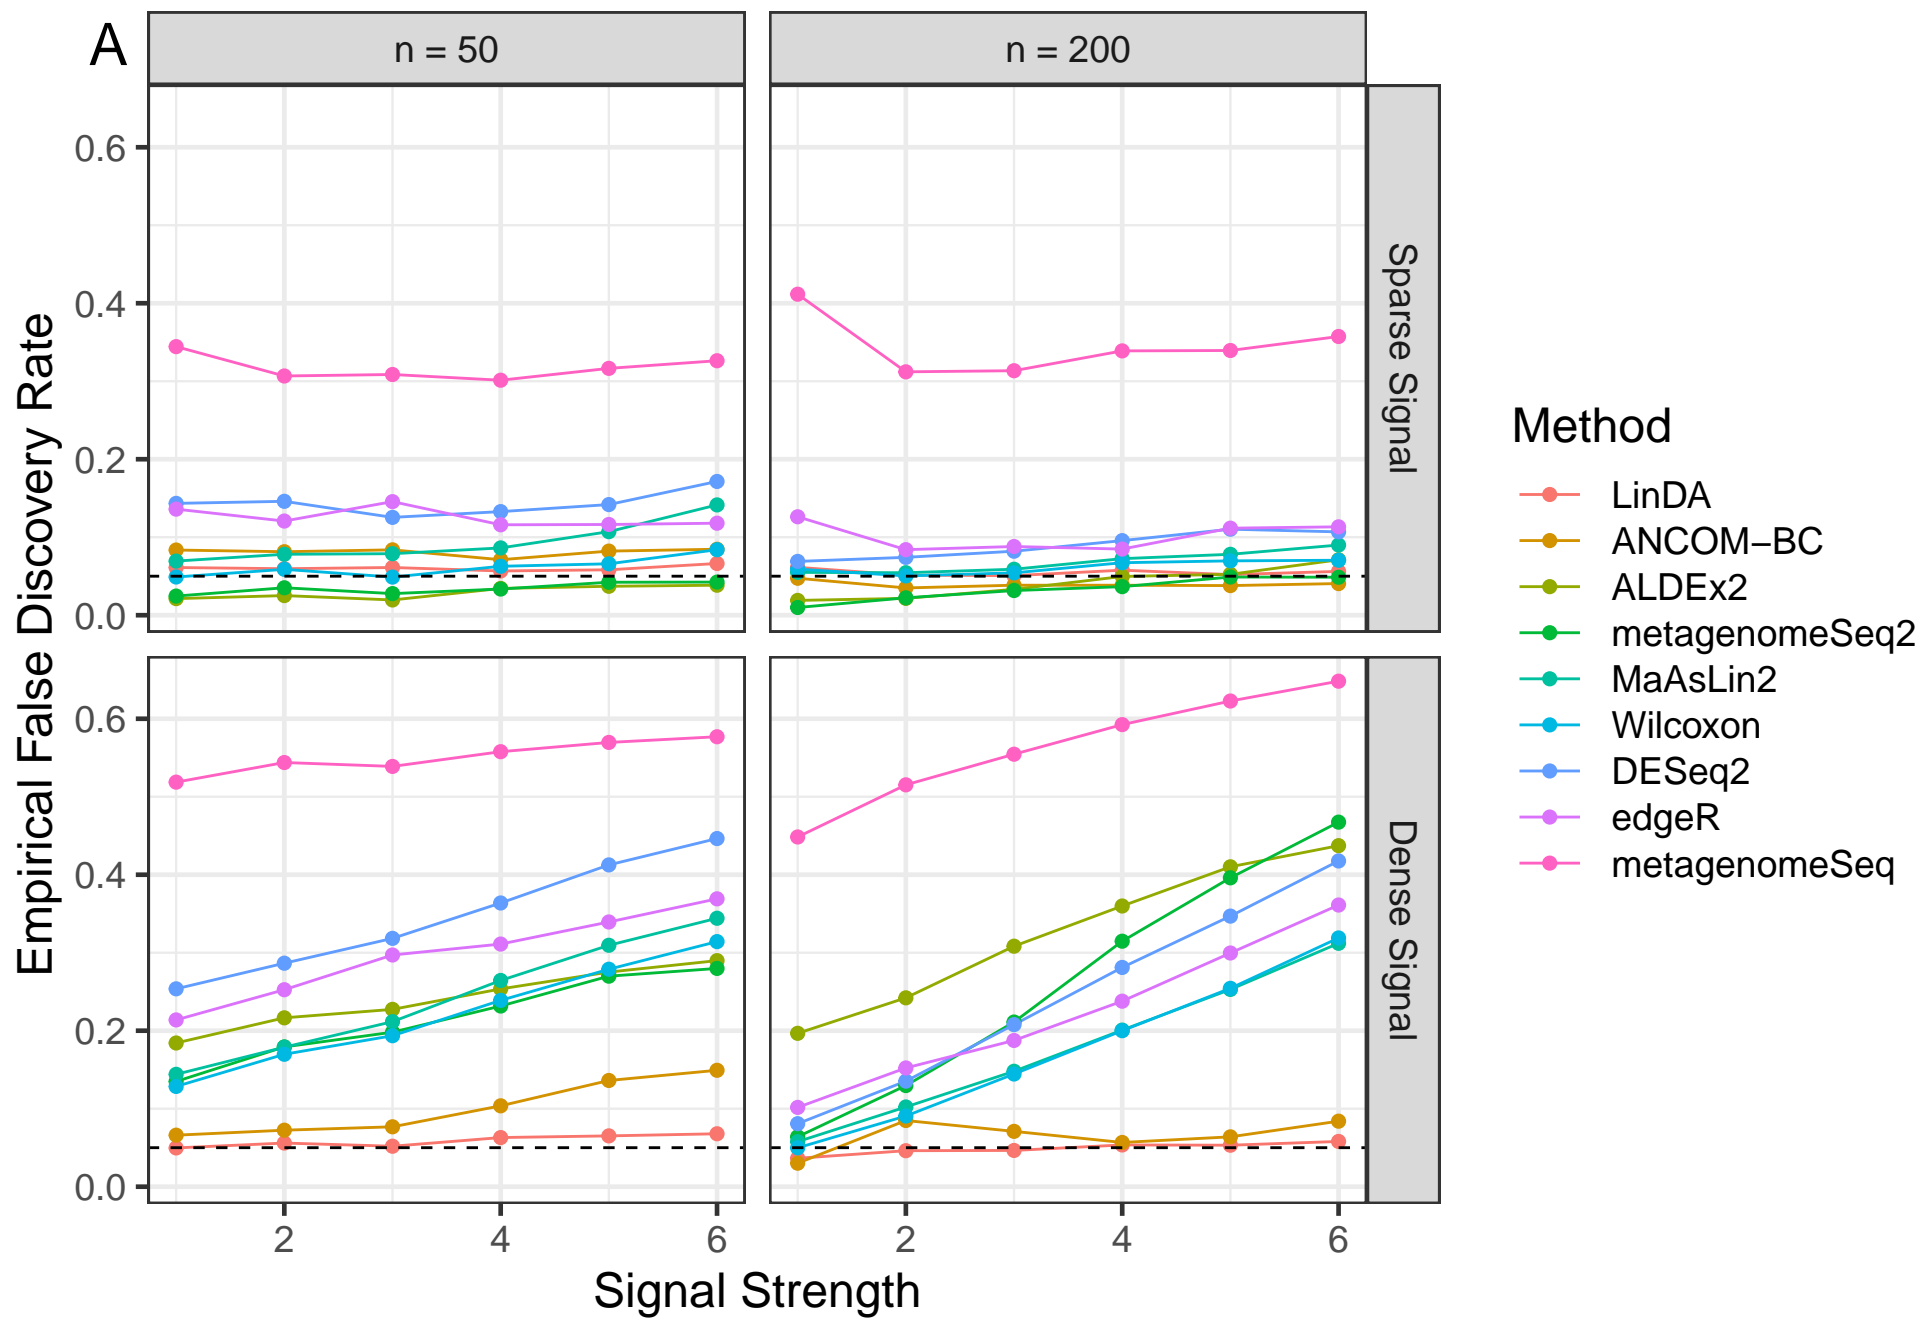 A
n = 50
n = 200
Empirical False Discovery Rate
0.6
0.4
0.2
0.0
Sparse Signal
0.6
0.4
0.2
0.0
Dense Signal
2
4
6
2
4
6
Signal Strength
Method
LinDA
ANCOM−BC
ALDEx2
metagenomeSeq2
MaAsLin2
Wilcoxon
DESeq2
edgeR
metagenomeSeq